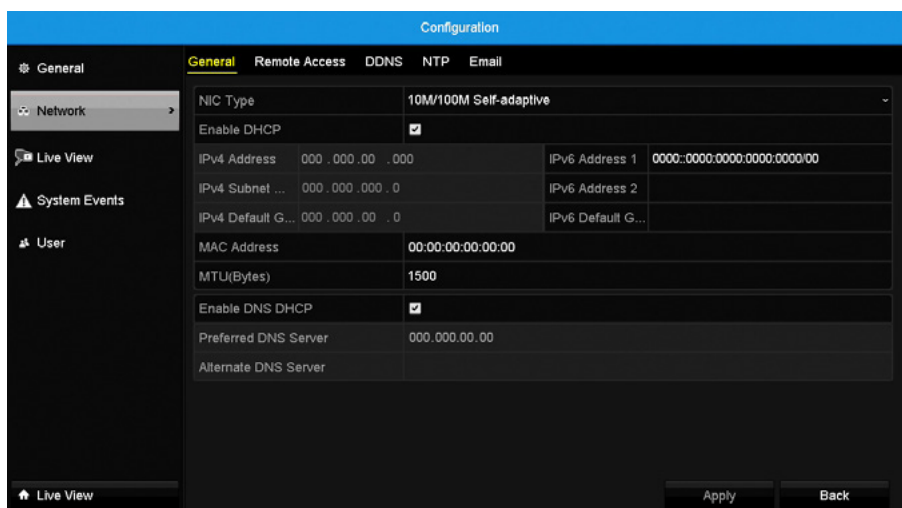 Configuration
General
Network
Live View
System Events
User
Live View
General Remote Access DDNS NTP Email
NIC Type 10M/100M Self-adaptive
Enable DHCP
IPv4 Address 000 .000 .00 .000 IPv6 Address 1 0000::0000:0000:0000:0000/00
IPv4 Subnet ... 000 .000 .000 .0 IPv6 Address 2
IPv4 Default G... 000 .000 .00 .0 IPv6 Default G...
MAC Address 00:00:00:00:00:00
MTU(Bytes) 1500
Enable DNS DHCP
Preferred DNS Server 000.000.00.00
Alternate DNS Server
Apply Back